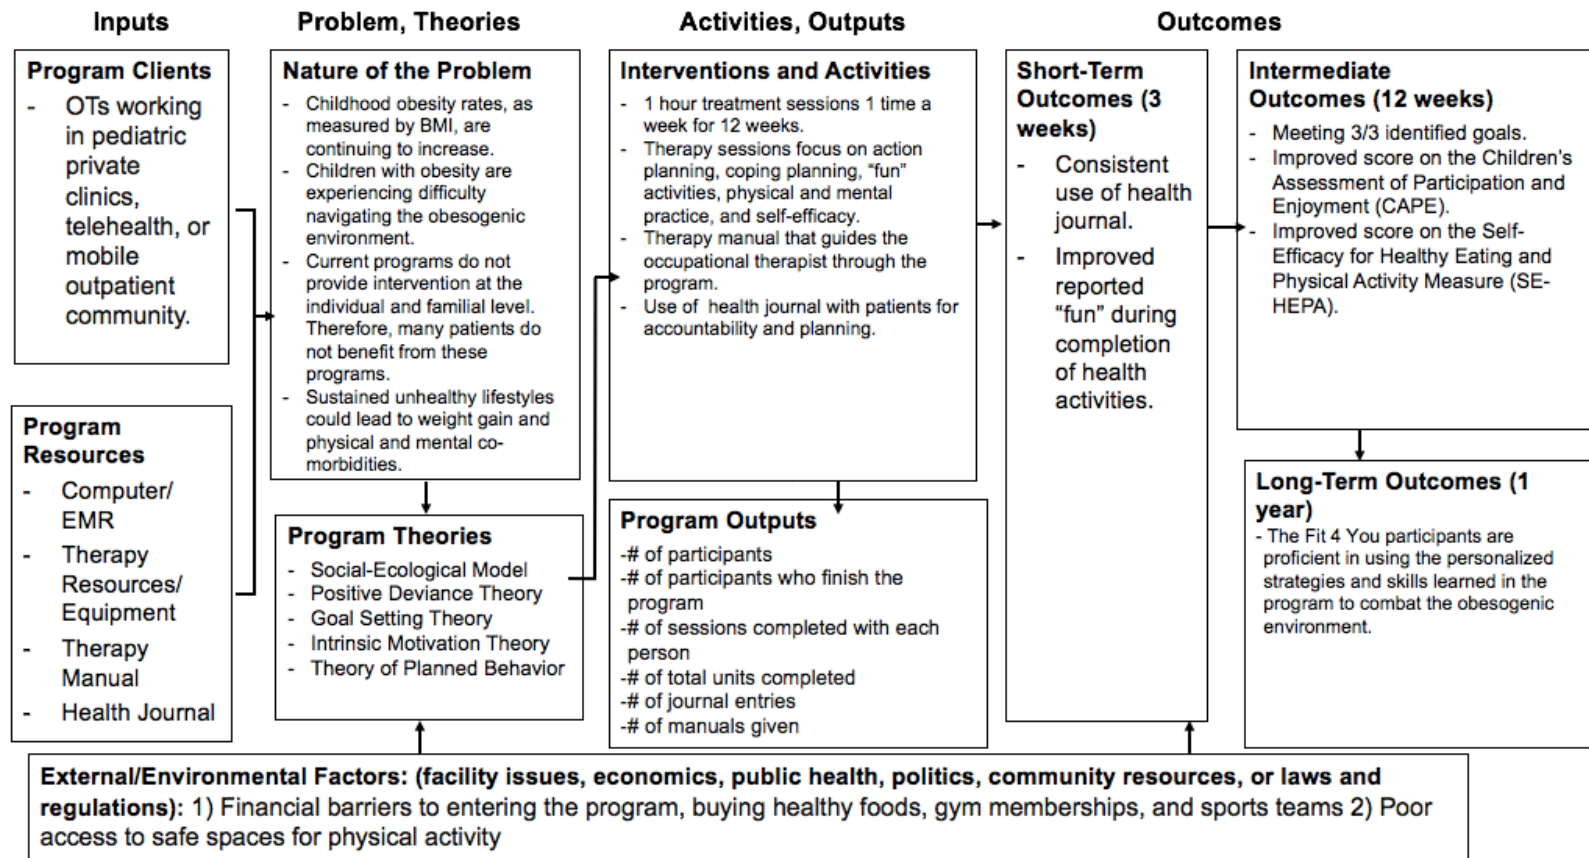 Inputs
Problem, Theories
Activities, Outputs
Outcomes
Program Clients
- OTs working
in pediatric
private
clinics,
telehealth, or
mobile
outpatient
community.
Program
Resources
- Computer/
EMR
- Therapy
Resources/
Equipment
- Therapy
Manual
- Health Journal
Nature of the Problem
- Childhood obesity rates, as
measured by BMI, are
continuing to increase.
- Children with obesity are
experiencing difficulty
navigating the obesogenic
environment.
- Current programs do not
provide intervention at the
individual and familial level.
Therefore, many patients do
not benefit from these
programs.
- Sustained unhealthy lifestyles
could lead to weight gain and
physical and mental co-
morbidities.
Program Theories
- Social-Ecological Model
- Positive Deviance Theory
- Goal Setting Theory
- Intrinsic Motivation Theory
- Theory of Planned Behavior
Interventions and Activities
- 1 hour treatment sessions 1 time a
week for 12 weeks.
- Therapy sessions focus on action
planning, coping planning, “fun”
activities, physical and mental
practice, and self-efficacy.
- Therapy manual that guides the
occupational therapist through the
program.
- Use of health journal with patients for
accountability and planning.
Program Outputs
-# of participants
-# of participants who finish the
program
-# of sessions completed with each
person
-# of total units completed
-# of journal entries
-# of manuals given
Short-Term
Outcomes (3
weeks)
- Consistent
use of health
journal.
- Improved
reported
“fun” during
completion
of health
activities.
Intermediate
Outcomes (12 weeks)
- Meeting 3/3 identified goals.
- Improved score on the Children's
Assessment of Participation and
Enjoyment (CAPE).
- Improved score on the Self-
Efficacy for Healthy Eating and
Physical Activity Measure (SE-
HEPA).
Long-Term Outcomes (1
year)
- The Fit 4 You participants are
proficient in using the personalized
strategies and skills learned in the
program to combat the obesogenic
environment.
External/Environmental Factors: (facility issues, economics, public health, politics, community resources, or laws and
regulations): 1) Financial barriers to entering the program, buying healthy foods, gym memberships, and sports teams 2) Poor
access to safe spaces for physical activity